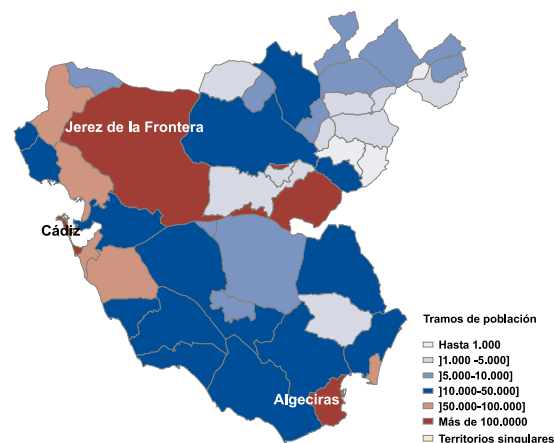 Jerez de la Frontera
Cádiz
Algeciras
Tramos de población
Hasta 1.000
]1.000 -5.000]
]5.000-10.000]
]10.000-50.000]
]50.000-100.000]
Más de 100.0000
Territorios singulares